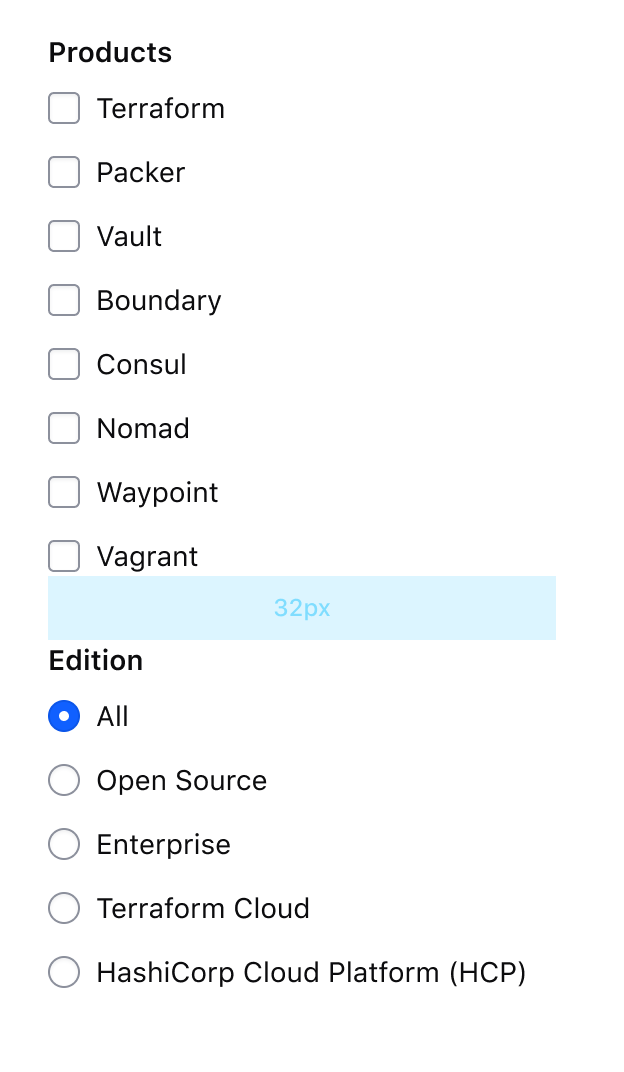 Products
Terraform
Packer
Vault
Boundary
Consul
Nomad
Waypoint
Vagrant
32px
Edition
All
Open Source
Enterprise
Terraform Cloud
HashiCorp Cloud Platform (HCP)